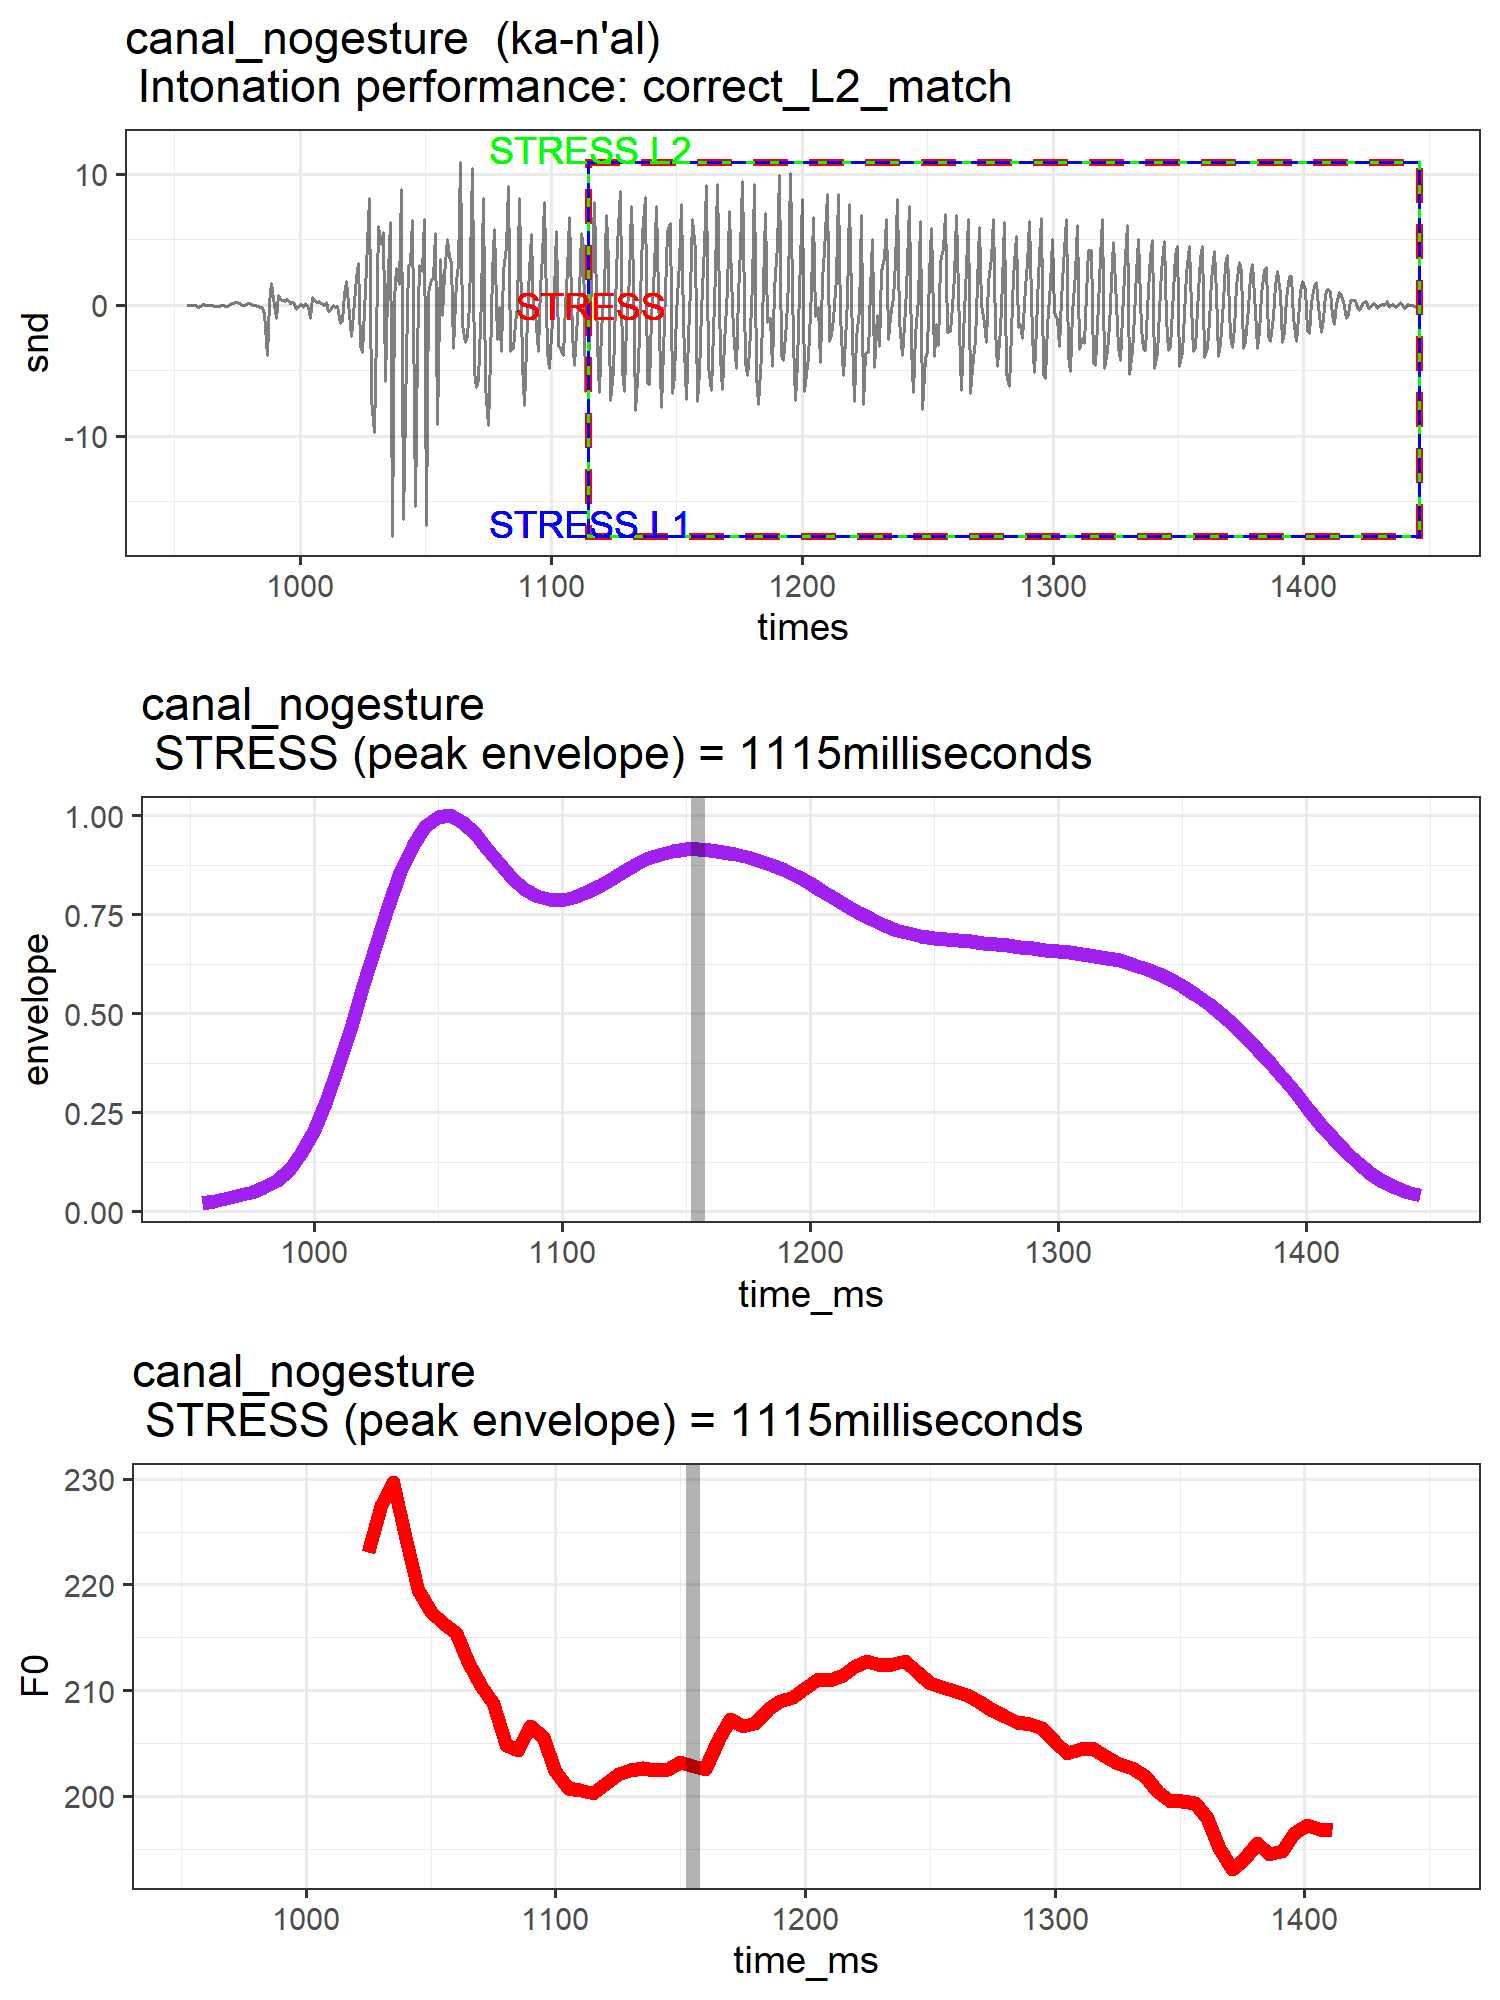 canal_nogesture  (ka-n'al)
Intonation performance: correct_L2_match
STRESS L2
10
STRESS
0
snd
-10
STRESS L1
1000 1100 1200 1300 1400
times
canal_nogesture
STRESS (peak envelope) = 1115milliseconds
1.00
0.75
envelope
0.50
0.25
0.00
1000 1100 1200 1300 1400
time_ms
canal_nogesture
STRESS (peak envelope) = 1115milliseconds
230
220
F0
210
200
1000 1100 1200 1300 1400
time_ms